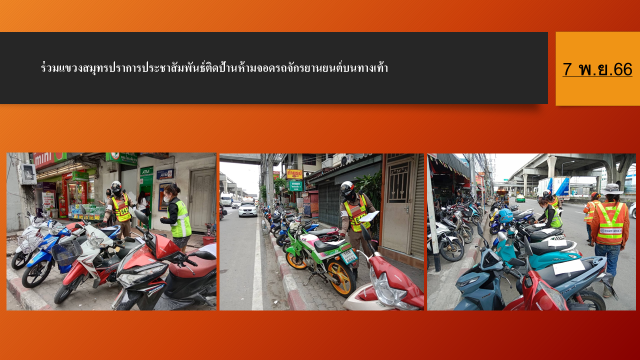 ร่วมแขวงสมุทรปราการประชาสัมพันธ์ติดป้านห้ามจอดรถจักรยานยนต์บนทางเท้า
7 พ.ย.66
mini